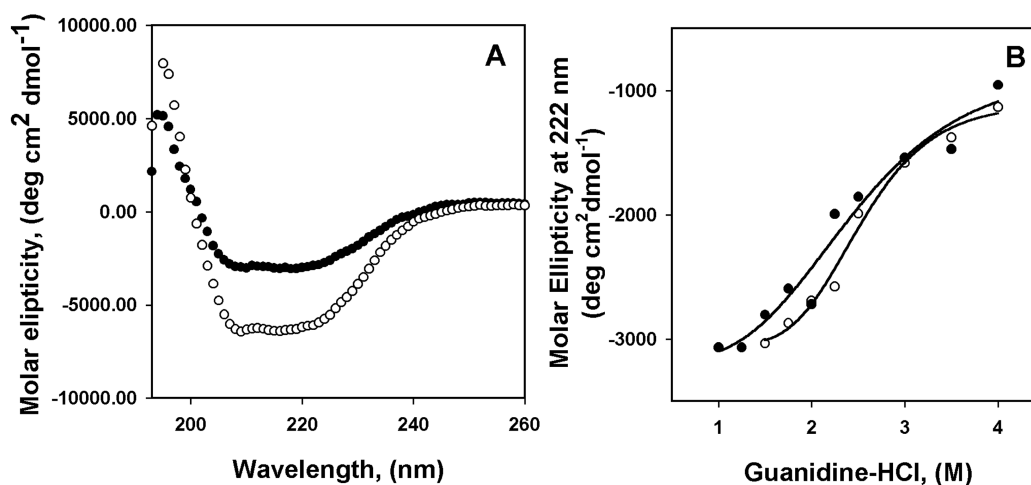 A
Molar elipticity, (deg cm² dmol⁻¹)
10000.00
5000.00
0.00
-5000.00
-10000.00
200
220
240
260
Wavelength, (nm)
B
Molar Ellipticity at 222 nm
(deg cm²dmol⁻¹)
-1000
-2000
-3000
1
2
3
4
Guanidine-HCl, (M)